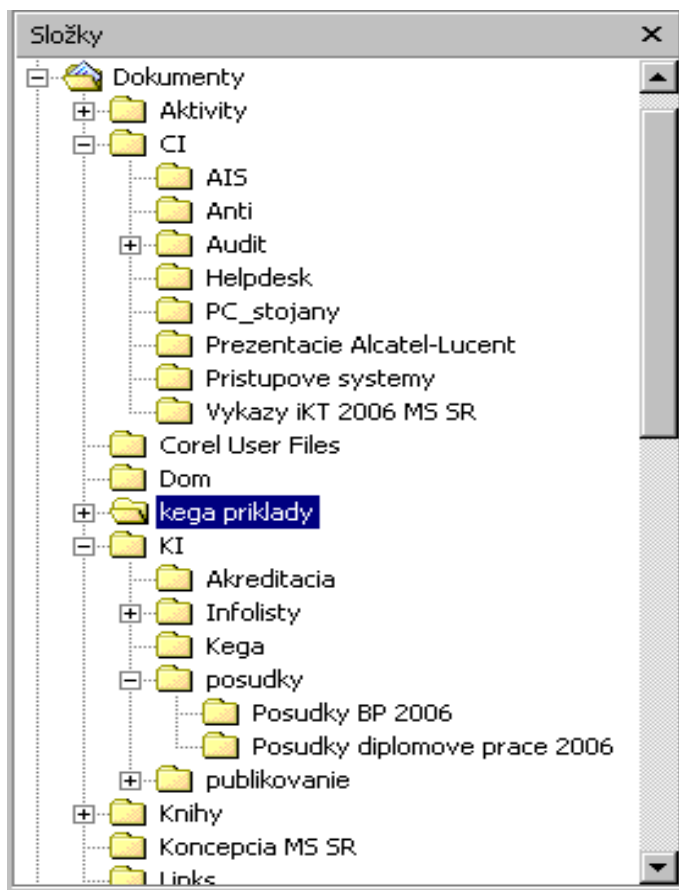 Složky
Dokumenty
Aktivity
CI
AIS
Anti
Audit
Helpdesk
PC_stojany
Prezentacie Alcatel-Lucent
Pristupove systemy
Vykazy iKT 2006 MS SR
Corel User Files
Dom
kega priklady
KI
Akreditacia
Infolisty
Kega
posudky
Posudky BP 2006
Posudky diplomove prace 2006
publikovanie
Knihy
Koncepcia MS SR
Links